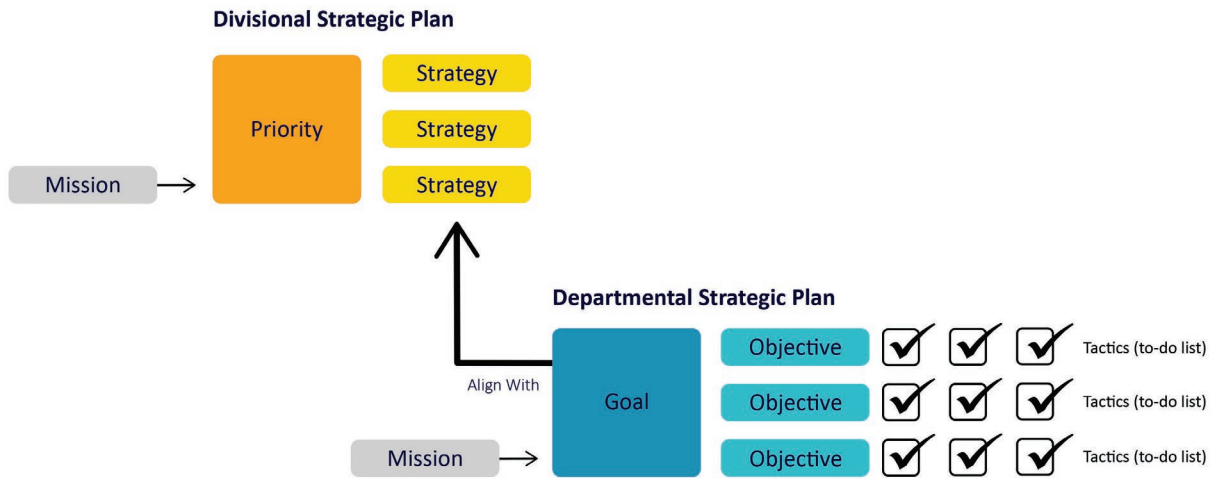 Divisional Strategic Plan
Strategy
Priority
Strategy
Mission
Strategy
Departmental Strategic Plan
Objective
Tactics (to-do list)
Align With
Goal
Objective
Tactics (to-do list)
Mission
Objective
Tactics (to-do list)